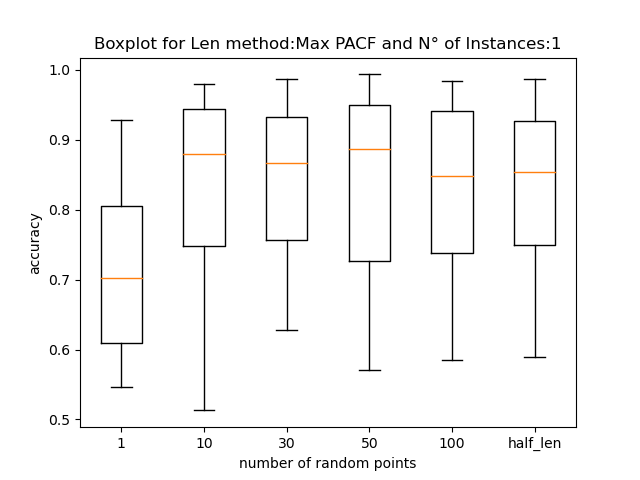 Boxplot for Len method:Max PACF and N° of Instances:1
1.0
0.9
0.8
0.7
0.6
0.5
accuracy
1 10 30 50 100 half_len
number of random points